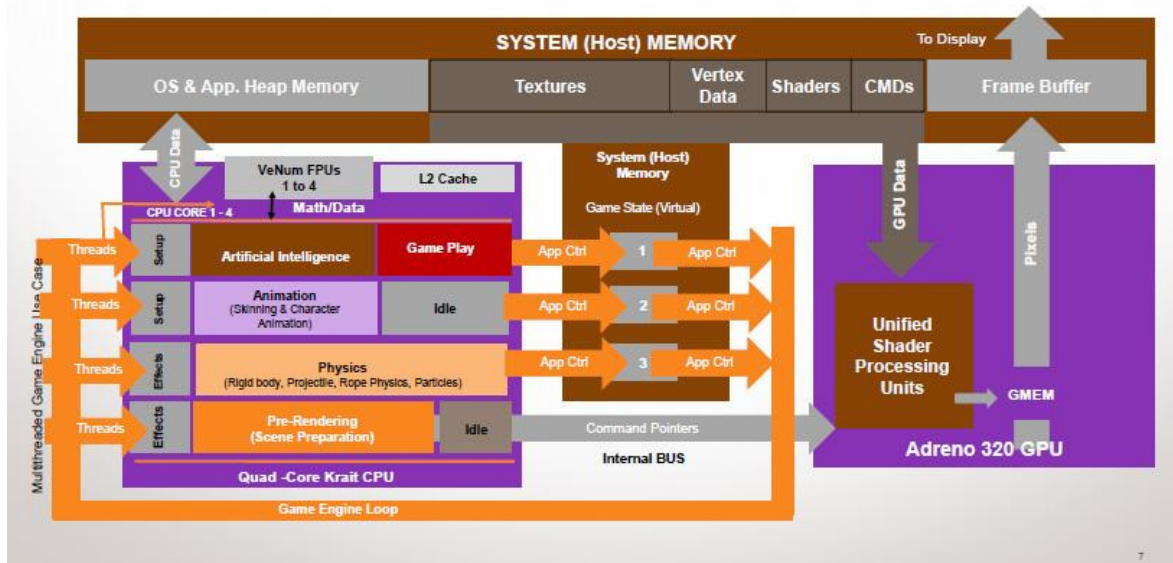 SYSTEM (Host) MEMORY
To Display
OS & App. Heap Memory
Textures
Vertex
Data
Shaders
CMDs
Frame Buffer
CPU Data
VeNum FPUs
1 to 4
L2 Cache
System (Host)
Memory
GPU Data
Pixels
CPU CORE 1 - 4
Math/Data
Game State (Virtual)
Multithreaded Game Engine Use Case
Threads
Setup
Artificial Intelligence
Game Play
App Ctrl
1
App Ctrl
Threads
Setup
Animation
(Skinning & Character
Animation)
Idle
App Ctrl
2
App Ctrl
Threads
Effects
Physics
(Rigid body, Projectile, Rope Physics, Particles)
App Ctrl
3
App Ctrl
Unified
Shader
Processing
Units
GMEM
Threads
Effects
Pre-Rendering
(Scene Preparation)
Idle
Command Pointers
Adreno 320 GPU
Internal BUS
Quad -Core Krait CPU
Game Engine Loop
7